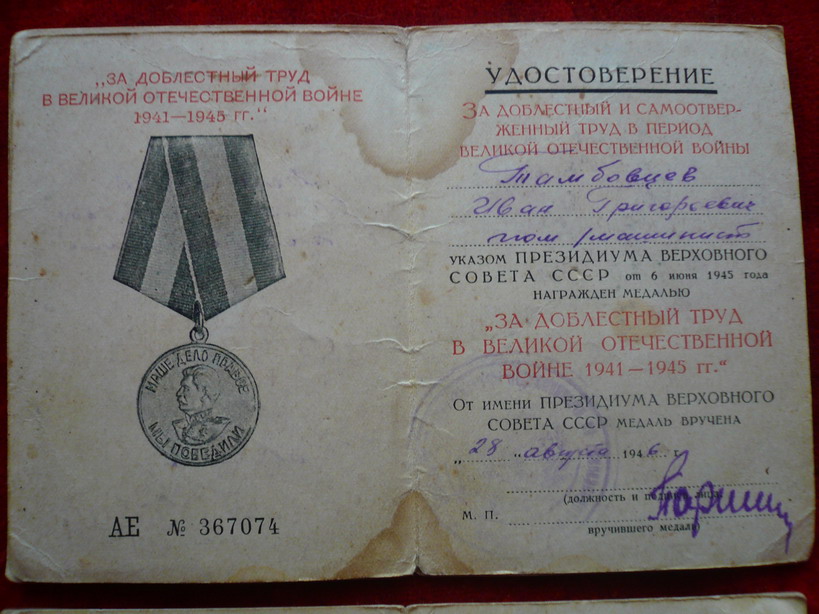 „ЗА ДОБЛЕСТНЫЙ ТРУД
В ВЕЛИКОЙ ОТЕЧЕСТВЕННОЙ ВОЙНЕ
1941—1945 гг."
НАШЕ ДЕЛО ПРАВОЕ
МЫ ПОБЕДИЛИ
АЕ № 367074
УДОСТОВЕРЕНИЕ
ЗА ДОБЛЕСТНЫЙ И САМООТВЕР-
ЖЕННЫЙ ТРУД В ПЕРИОД
ВЕЛИКОЙ ОТЕЧЕСТВЕННОЙ ВОЙНЫ
Тамбовцев
Иван Григорьевич
пом машинист
УКАЗОМ ПРЕЗИДИУМА ВЕРХОВНОГО
СОВЕТА СССР от 6 июня 1945 года
НАГРАЖДЕН МЕДАЛЬЮ
„ЗА ДОБЛЕСТНЫЙ ТРУД
В ВЕЛИКОЙ ОТЕЧЕСТВЕННОЙ
ВОЙНЕ 1941—1945 гг."
От имени ПРЕЗИДИУМА ВЕРХОВНОГО
СОВЕТА СССР МЕДАЛЬ ВРУЧЕНА
„28" августа 1946 г.
(должность и подпись лица,
М. П.
вручившего медаль)